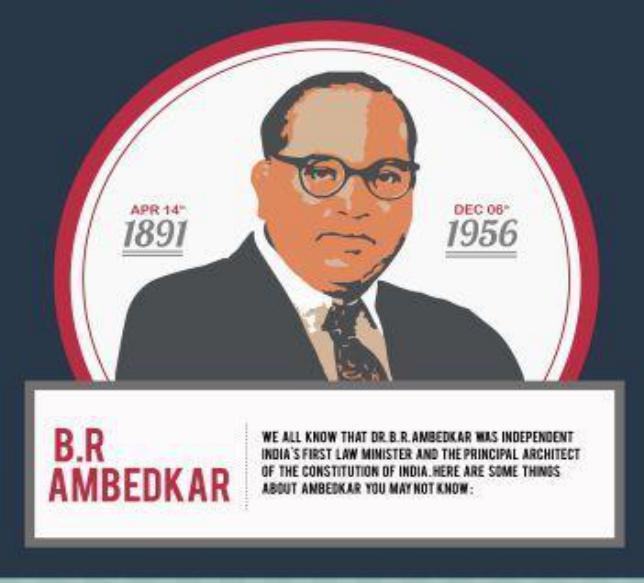 APR 14th
1891
DEC 06th
1956
B.R
AMBEDKAR
WE ALL KNOW THAT DR.B.R.AMBEDKAR WAS INDEPENDENT
INDIA'S FIRST LAW MINISTER AND THE PRINCIPAL ARCHITECT
OF THE CONSTITUTION OF INDIA.HERE ARE SOME THINGS
ABOUT AMBEDKAR YOU MAY NOT KNOW: